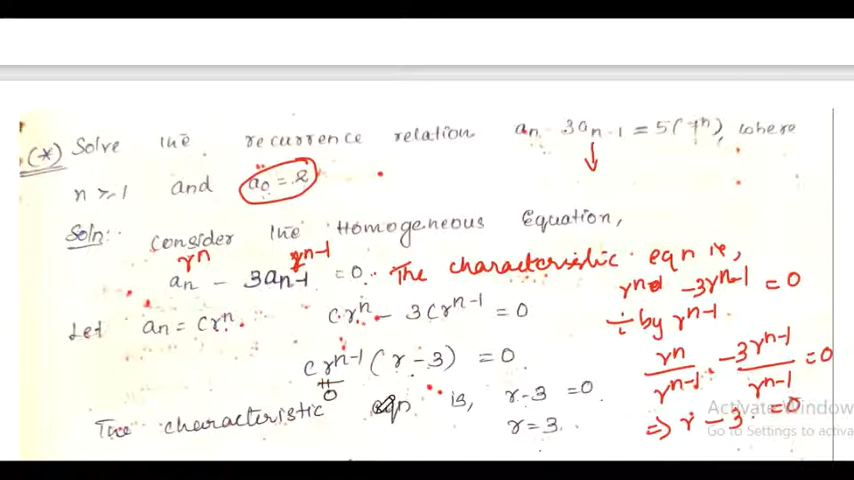 (*) Solve the recurrence relation aₙ - 3aₙ₋₁ = 5(7ⁿ), where
n ≥ 1 and a₀ = 2
Soln: Consider the Homogeneous Equation,
rⁿ rⁿ⁻¹
aₙ - 3aₙ₋₁ = 0. The characteristic eqn is,
rⁿ - 3rⁿ⁻¹ = 0
Let aₙ = crⁿ. crⁿ - 3crⁿ⁻¹ = 0
÷ by rⁿ⁻¹
crⁿ⁻¹ (r - 3) = 0
rⁿ/rⁿ⁻¹ - 3rⁿ⁻¹/rⁿ⁻¹ = 0
0
The characteristic eqn is, r - 3 = 0.
r = 3.
⇒ r - 3 = 0
Activate Window
Go to Settings to activa